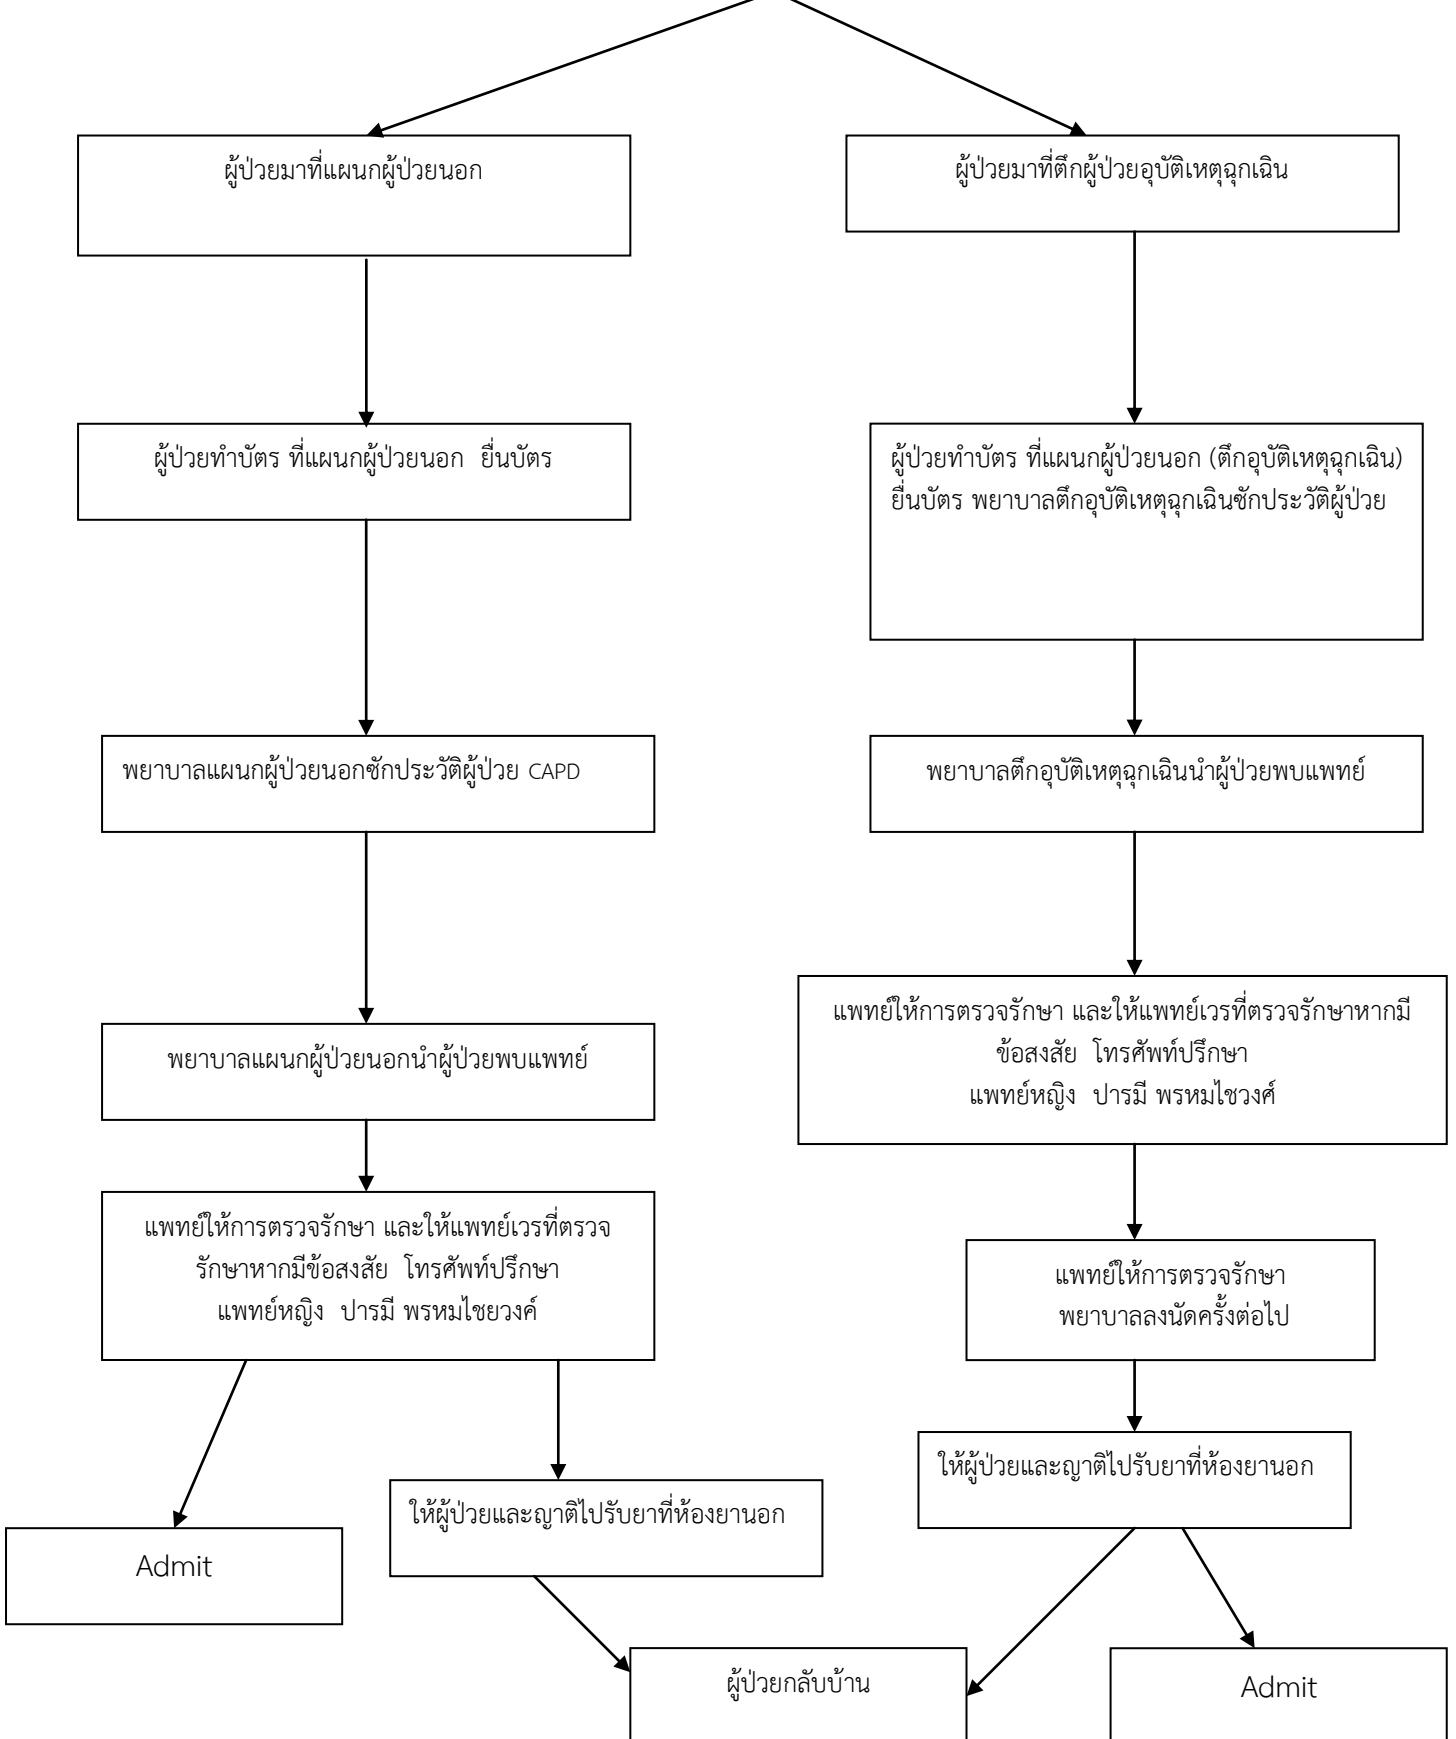 ผู้ป่วยมาที่แผนกผู้ป่วยนอก
ผู้ป่วยมาที่ตึกผู้ป่วยอุบัติเหตุฉุกเฉิน
ผู้ป่วยทำบัตร ที่แผนกผู้ป่วยนอก ยื่นบัตร
ผู้ป่วยทำบัตร ที่แผนกผู้ป่วยนอก (ตึกอุบัติเหตุฉุกเฉิน)
ยื่นบัตร พยาบาลตึกอุบัติเหตุฉุกเฉินซักประวัติผู้ป่วย
พยาบาลแผนกผู้ป่วยนอกซักประวัติผู้ป่วย CAPD
พยาบาลตึกอุบัติเหตุฉุกเฉินนำผู้ป่วยพบแพทย์
แพทย์ให้การตรวจรักษา และให้แพทย์เวรที่ตรวจรักษาหากมี
ข้อสงสัย โทรศัพท์ปรึกษา
แพทย์หญิง ปารมี พรหมไชวงศ์
พยาบาลแผนกผู้ป่วยนอกนำผู้ป่วยพบแพทย์
แพทย์ให้การตรวจรักษา และให้แพทย์เวรที่ตรวจ
รักษาหากมีข้อสงสัย โทรศัพท์ปรึกษา
แพทย์หญิง ปารมี พรหมไชยวงค์
แพทย์ให้การตรวจรักษา
พยาบาลลงนัดครั้งต่อไป
ให้ผู้ป่วยและญาติไปรับยาที่ห้องยานอก
ให้ผู้ป่วยและญาติไปรับยาที่ห้องยานอก
Admit
ผู้ป่วยกลับบ้าน
Admit